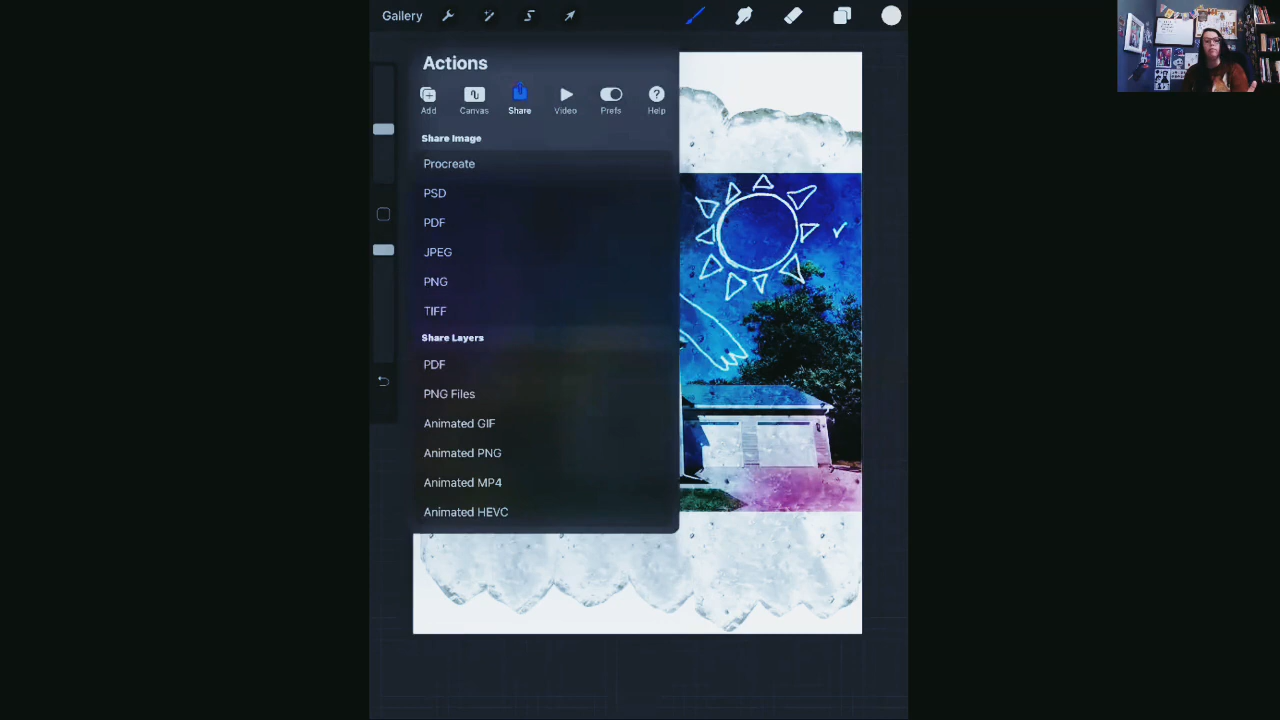 Gallery
Actions
Add Canvas Share Video Prefs Help
Share Image
Procreate
PSD
PDF
JPEG
PNG
TIFF
Share Layers
PDF
PNG Files
Animated GIF
Animated PNG
Animated MP4
Animated HEVC